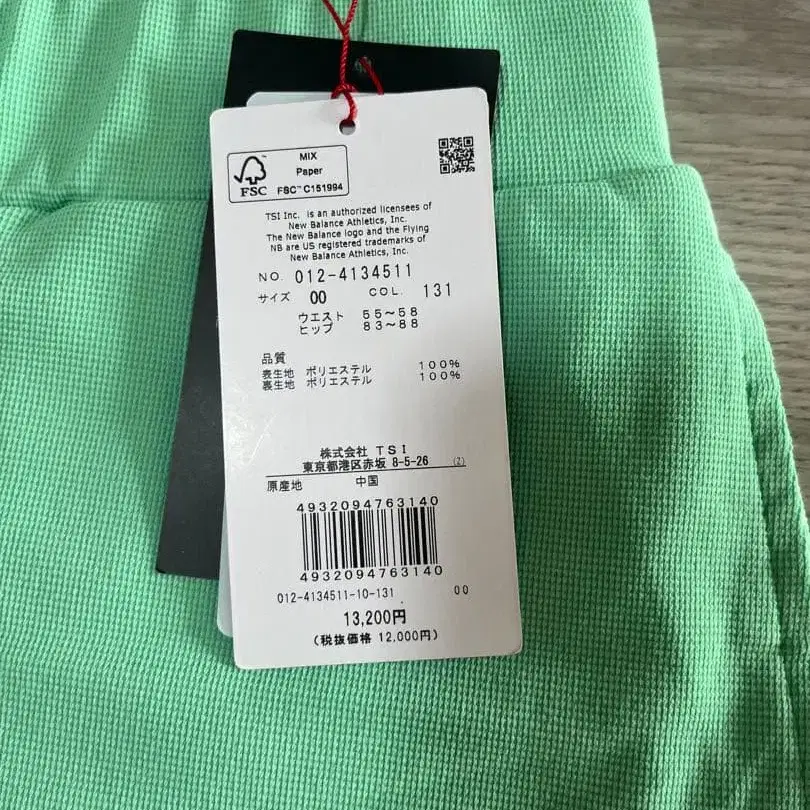 MIX
Paper
FSC™ C151994
FSC
TSI Inc. is an authorized licensees of
New Balance Athletics, Inc.
The New Balance logo and the Flying
NB are US registered trademarks of
New Balance Athletics, Inc.
NO. 012-4134511
サイズ 00 COL. 131
ウエスト 55~58
ヒップ 83~88
品質
表生地 ポリエステル 100%
裏生地 ポリエステル 100%
株式会社 TSI
東京都港区赤坂 8-5-26 (2)
原産地 中国
4932094763140
4932094763140
012-4134511-10-131 00
13,200円
(税抜価格 12,000円)